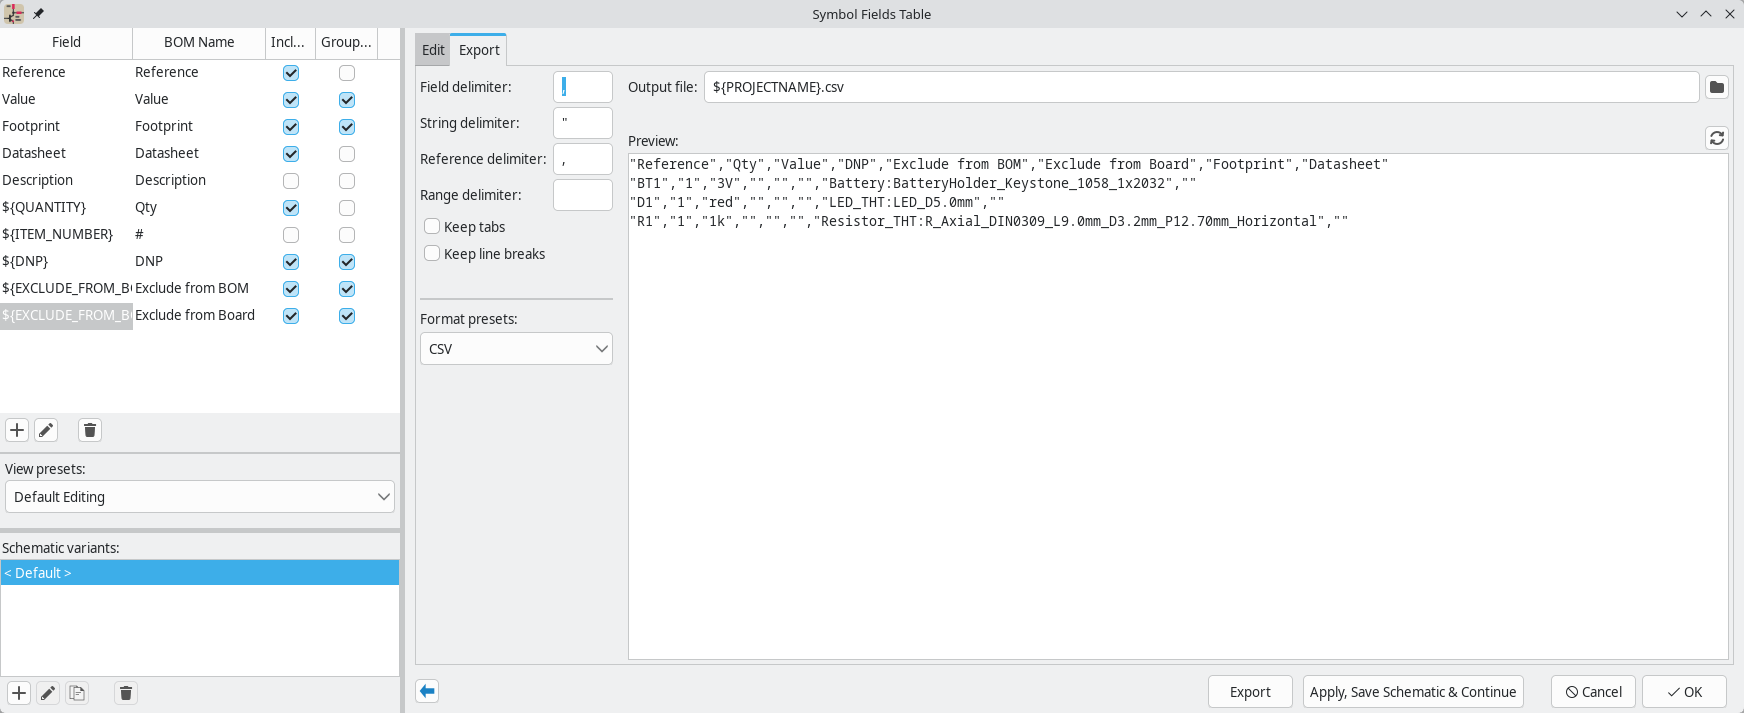 Symbol Fields Table
Field BOM Name Incl... Group...
Reference Reference
Value Value
Footprint Footprint
Datasheet Datasheet
Description Description
${QUANTITY} Qty
${ITEM_NUMBER} #
${DNP} DNP
${EXCLUDE_FROM_B Exclude from BOM
${EXCLUDE_FROM_B Exclude from Board
View presets:
Default Editing
Schematic variants:
< Default >
Edit Export
Field delimiter: ,
String delimiter: "
Reference delimiter: ,
Range delimiter:
Keep tabs
Keep line breaks
Format presets:
CSV
Output file: ${PROJECTNAME}.csv
Preview:
"Reference","Qty","Value","DNP","Exclude from BOM","Exclude from Board","Footprint","Datasheet"
"BT1","1","3V","","","","Battery:BatteryHolder_Keystone_1058_1x2032",""
"D1","1","red","","","","LED_THT:LED_D5.0mm",""
"R1","1","1k","","","","Resistor_THT:R_Axial_DIN0309_L9.0mm_D3.2mm_P12.70mm_Horizontal",""
Export Apply, Save Schematic & Continue Cancel OK